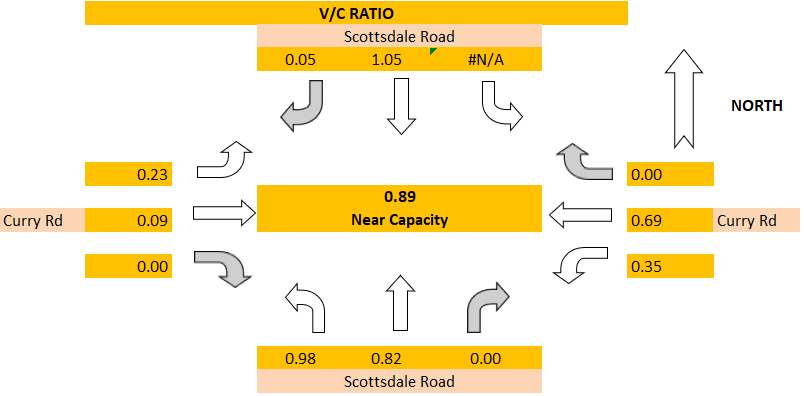 V/C RATIO
Scottsdale Road
0.05 1.05 #N/A
NORTH
0.23 0.00
0.89
Curry Rd 0.09 Near Capacity 0.69 Curry Rd
0.00 0.35
0.98 0.82 0.00
Scottsdale Road